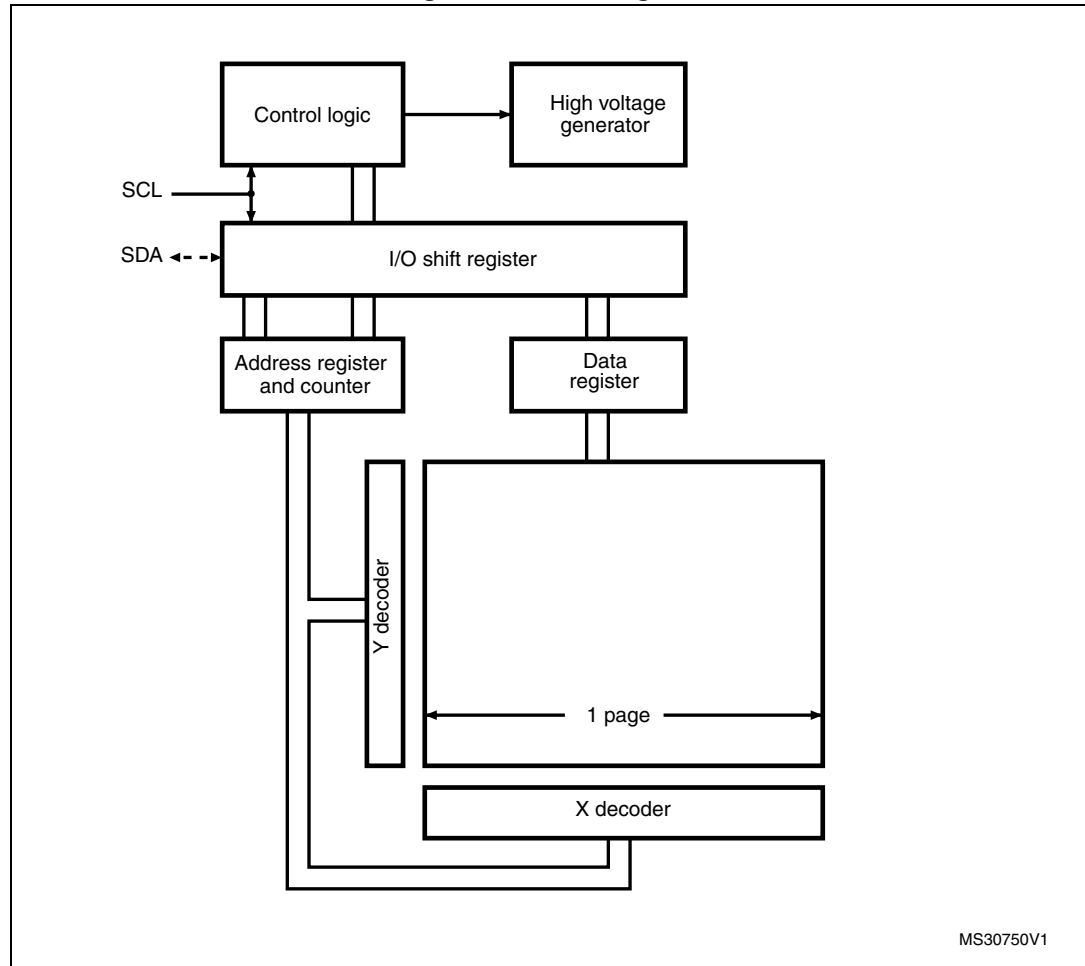 Control logic
High voltage
generator
SCL
SDA
I/O shift register
Address register
and counter
Data
register
Y decoder
1 page
X decoder
MS30750V1